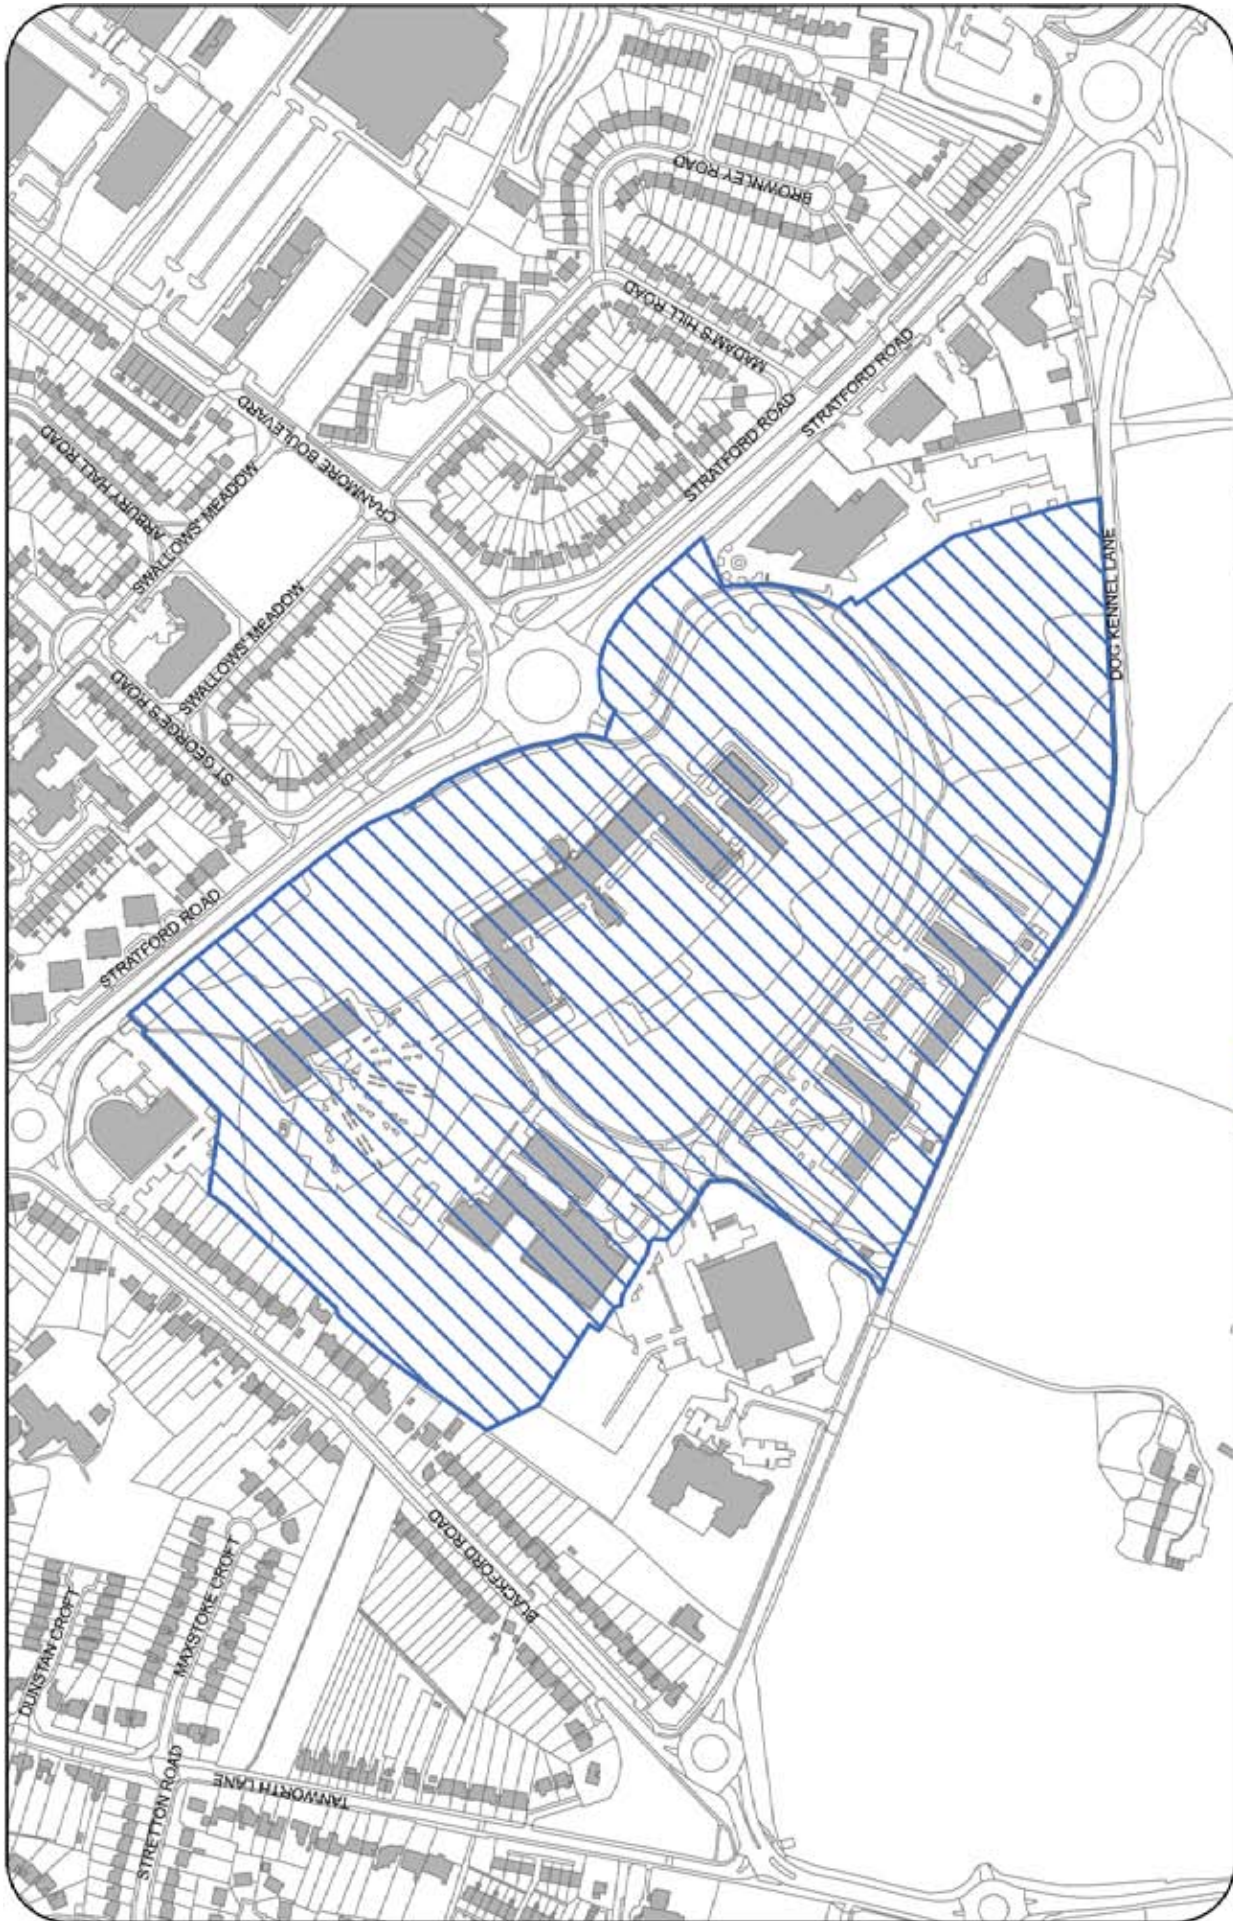 BROWNLEY ROAD
MADAM'S HILL ROAD
STRATFORD ROAD
STRATFORD ROAD
CRANMORE BOULEVARD
ARBURY HALL ROAD
SWALLOWS' MEADOW
SWALLOWS' MEADOW
ST GEORGE'S ROAD
DOG KENNEL LANE
STRATFORD ROAD
BLACKFORD ROAD
MAXSTOKE CROFT
DUNSTAN CROFT
STRETTON ROAD
TANWORTH LANE